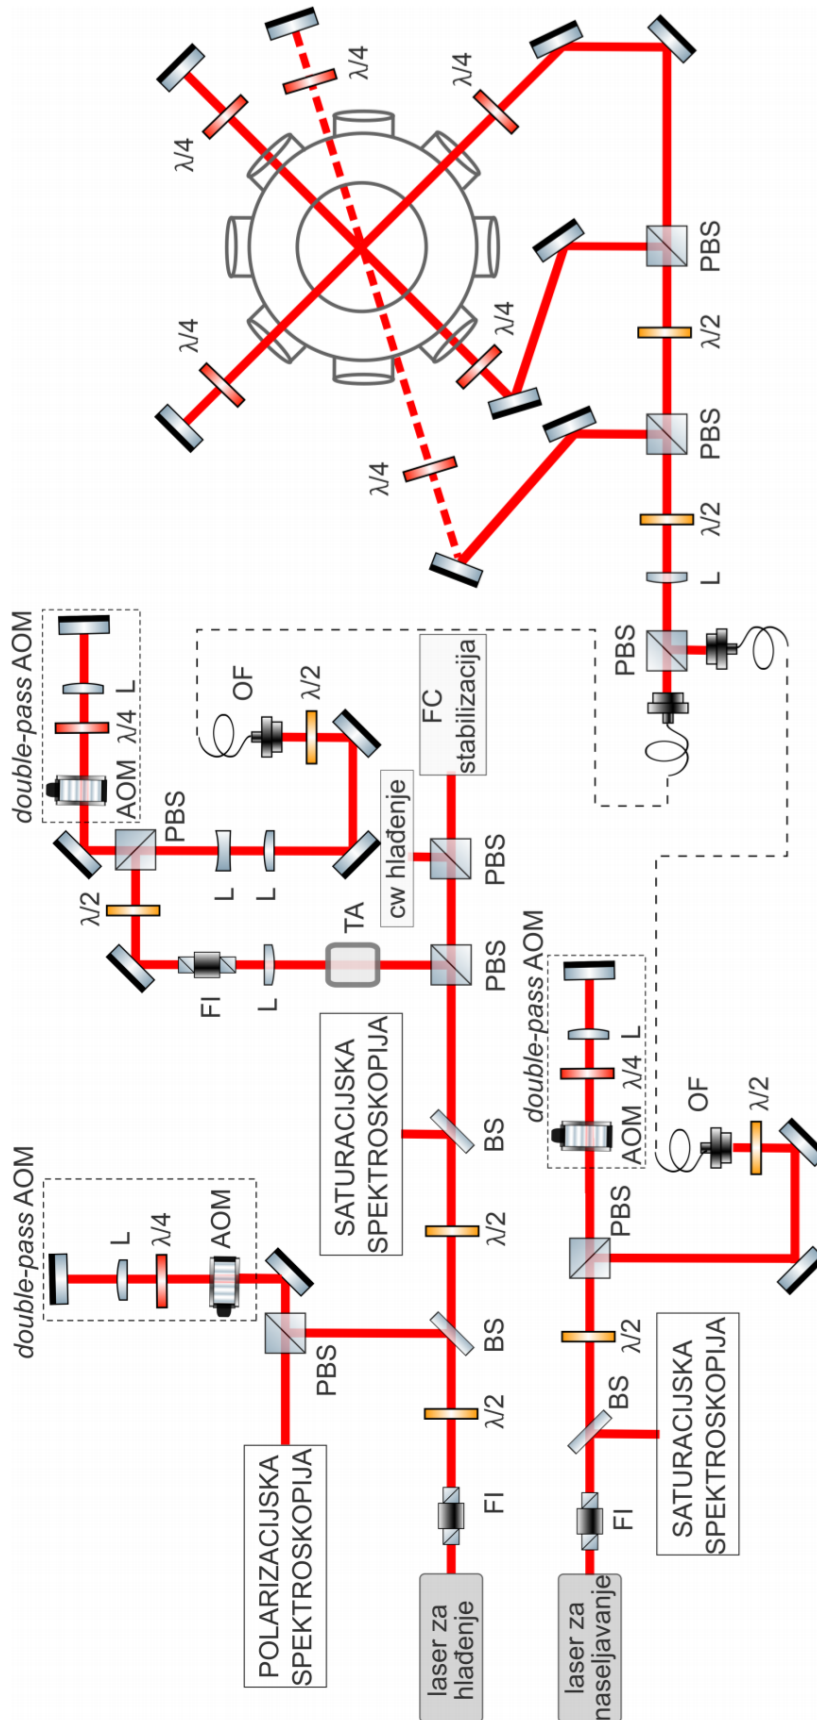 λ/4
λ/4
λ/4
λ/4
λ/4
λ/4
PBS
λ/2
PBS
λ/2
L
PBS
double-pass AOM
L
λ/4
AOM
PBS
λ/2
L
L
OF
λ/2
FI
L
TA
FC
stabilizacija
cw hlađenje
PBS
PBS
SATURACIJSKA
SPEKTROSKOPIJA
BS
λ/2
BS
λ/2
FI
double-pass AOM
L
λ/4
AOM
PBS
POLARIZACIJSKA
SPEKTROSKOPIJA
laser za
hlađenje
double-pass AOM
L
λ/4
AOM
OF
λ/2
PBS
λ/2
BS
SATURACIJSKA
SPEKTROSKOPIJA
FI
laser za
naseljavanje